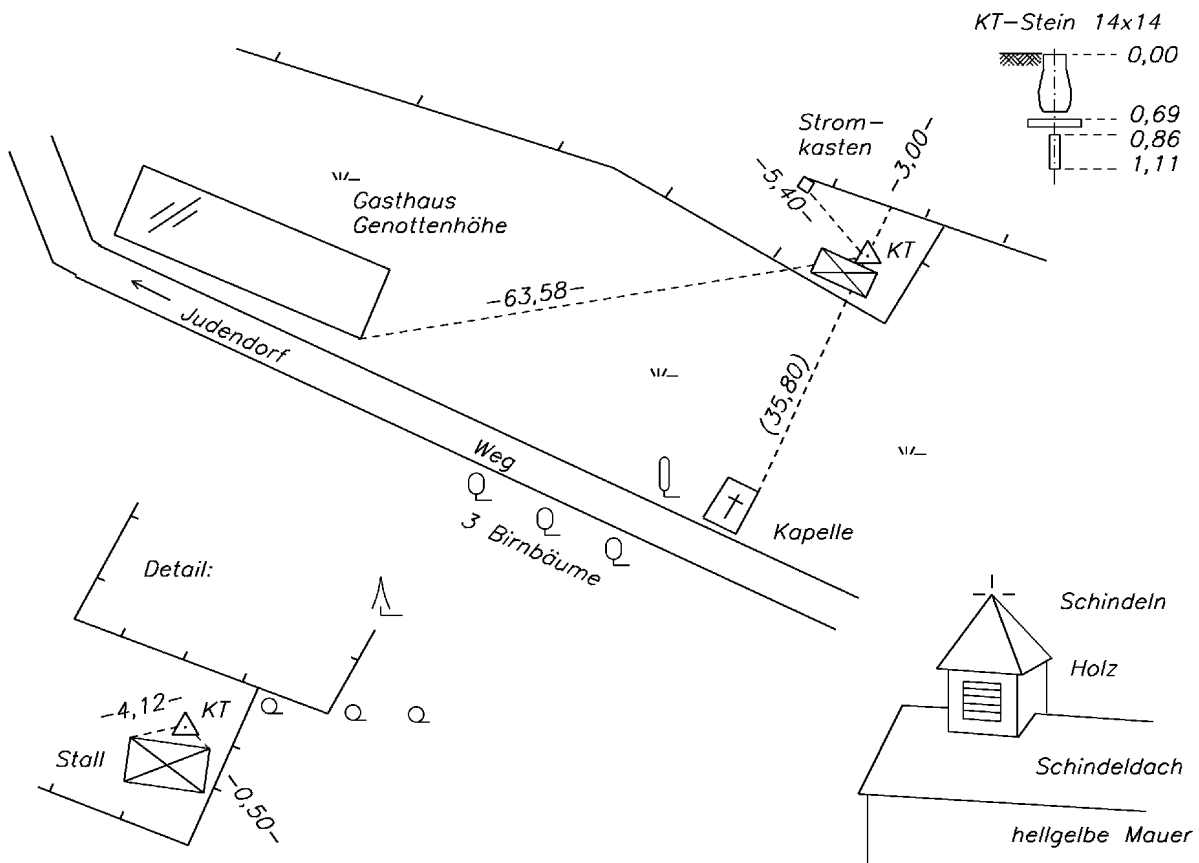 KT-Stein 14x14
0,00
0,69
0,86
1,11
Strom-
kasten
-3,00-
-5,40-
KT
Gasthaus
Genottenhöhe
-63,58-
Judendorf
(35,80)
Weg
3 Birnbäume
Kapelle
Detail:
-4,12-
KT
Stall
-0,50-
Schindeln
Holz
Schindeldach
hellgelbe Mauer